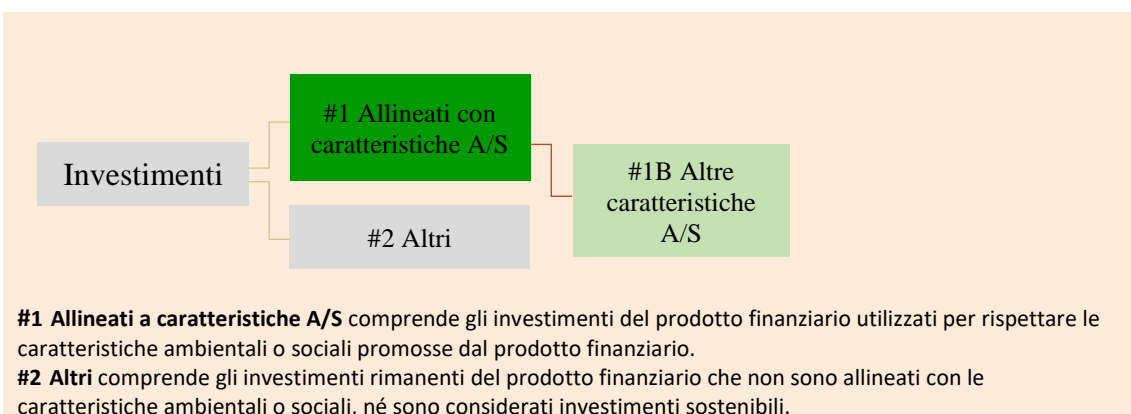 #1 Allineati con
caratteristiche A/S
Investimenti
#1B Altre
caratteristiche
A/S
#2 Altri
#1 Allineati a caratteristiche A/S comprende gli investimenti del prodotto finanziario utilizzati per rispettare le
caratteristiche ambientali o sociali promosse dal prodotto finanziario.
#2 Altri comprende gli investimenti rimanenti del prodotto finanziario che non sono allineati con le
caratteristiche ambientali o sociali, né sono considerati investimenti sostenibili.